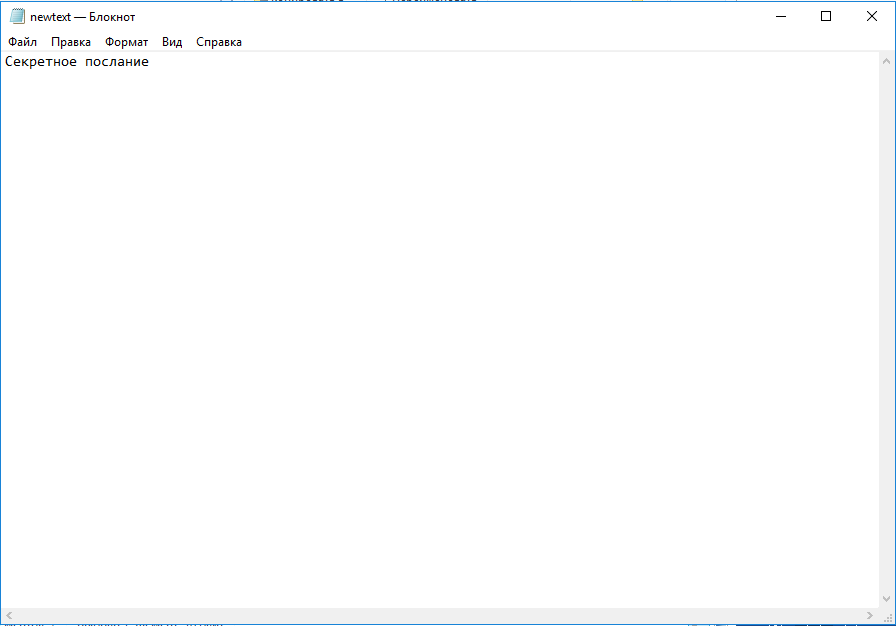 newtext — Блокнот
Файл Правка Формат Вид Справка
Секретное послание